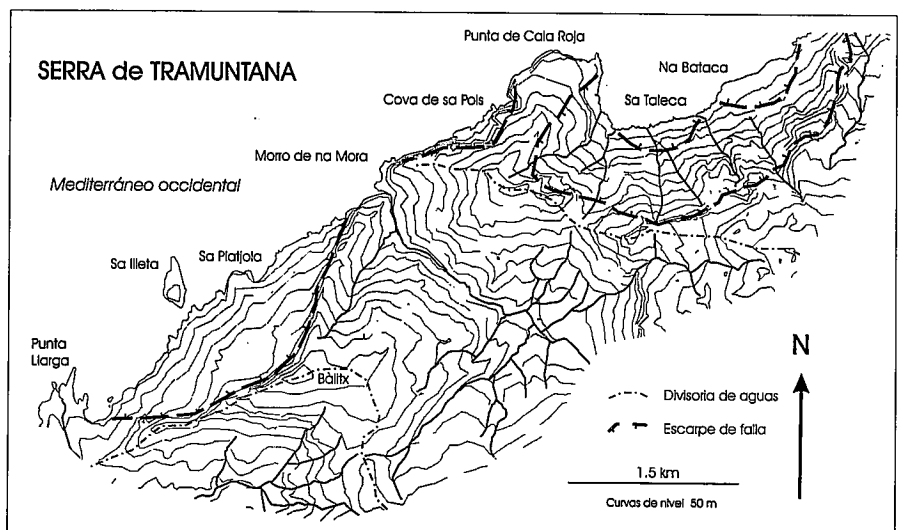 Punta de Cala Roja
SERRA de TRAMUNTANA
Na Bataca
Cova de sa Pols
Sa Taleca
Morro de na Mora
Mediterráneo occidental
Sa Illeta
Sa Platjola
Punta
Llarga
Bàlitx
N
Divisoria de aguas
Escarpe de falla
1.5 km
Curvas de nivel 50 m